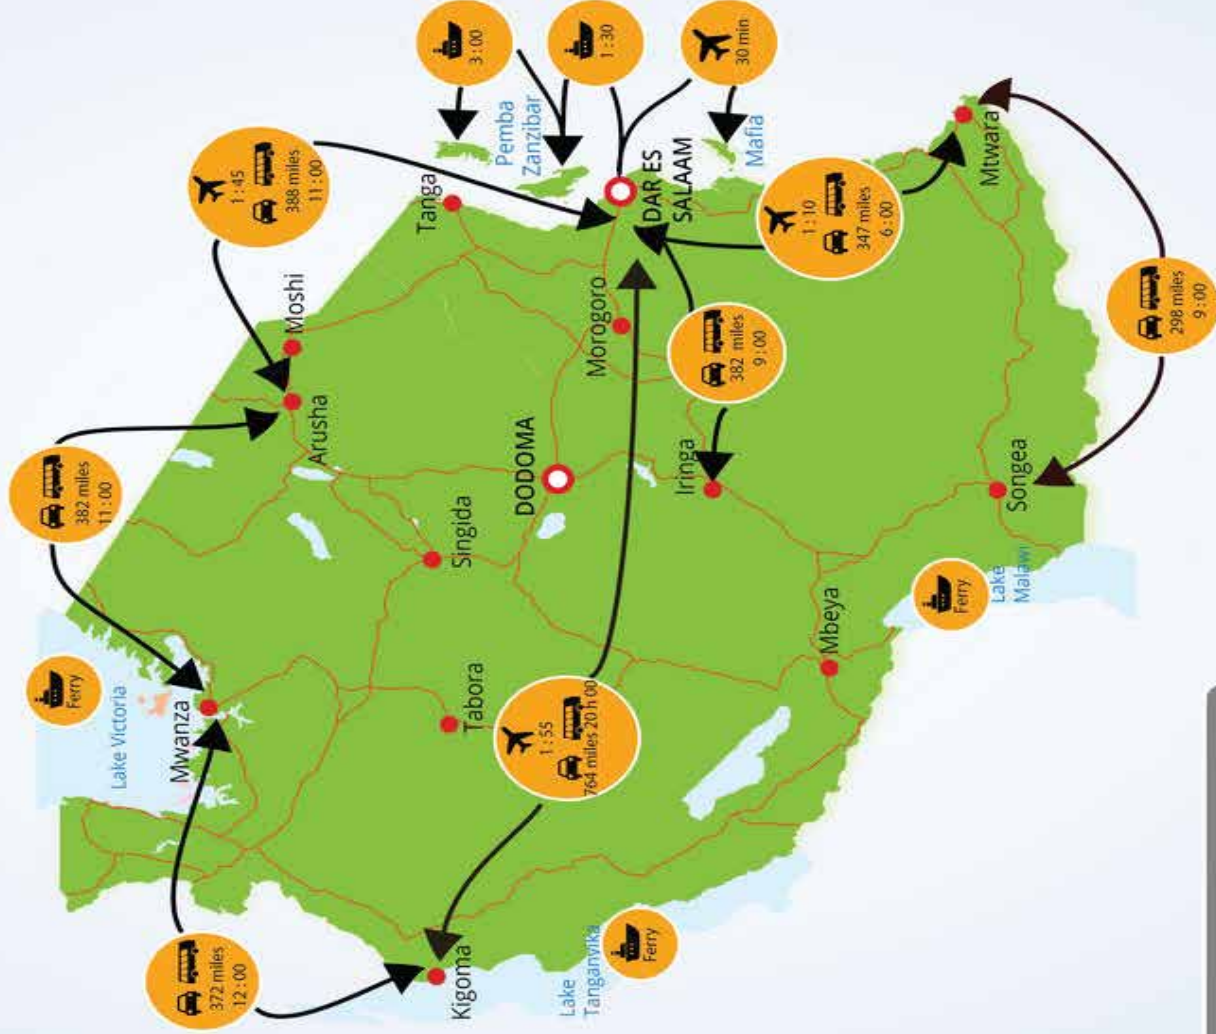 382 miles
11:00
1:45
388 miles
11:00
3:00
1:30
30 min
Ferry
Lake Victoria
Mwanza
372 miles
12:00
Moshi
Arusha
Tanga
Pemba
Zanzibar
Singida
Tabora
Kigoma
DODOMA
Morogoro
DAR ES
SALAAM
Mafia
1:55
764 miles 20 h 00
382 miles
9:00
1:10
347 miles
6:00
Lake
Tanganvika
Ferry
Iringa
Mbeya
Ferry
Lake
Malawi
Songea
Mtwara
298 miles
9:00